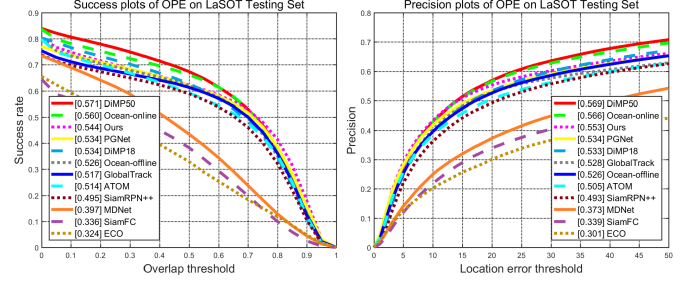 Success plots of OPE on LaSOT Testing Set
0.9
0.8
0.7
0.6
0.5
0.4
0.3
0.2
0.1
0
Success rate
[0.571] DiMP50
[0.560] Ocean-online
[0.544] Ours
[0.534] PGNet
[0.534] DiMP18
[0.526] Ocean-offline
[0.517] GlobalTrack
[0.514] ATOM
[0.495] SiamRPN++
[0.397] MDNet
[0.336] SiamFC
[0.324] ECO
0 0.1 0.2 0.3 0.4 0.5 0.6 0.7 0.8 0.9 1
Overlap threshold
Precision plots of OPE on LaSOT Testing Set
0.8
0.7
0.6
0.5
0.4
0.3
0.2
0.1
0
Precision
[0.569] DiMP50
[0.566] Ocean-online
[0.553] Ours
[0.534] PGNet
[0.533] DiMP18
[0.528] GlobalTrack
[0.526] Ocean-offline
[0.505] ATOM
[0.493] SiamRPN++
[0.373] MDNet
[0.339] SiamFC
[0.301] ECO
0 5 10 15 20 25 30 35 40 45 50
Location error threshold